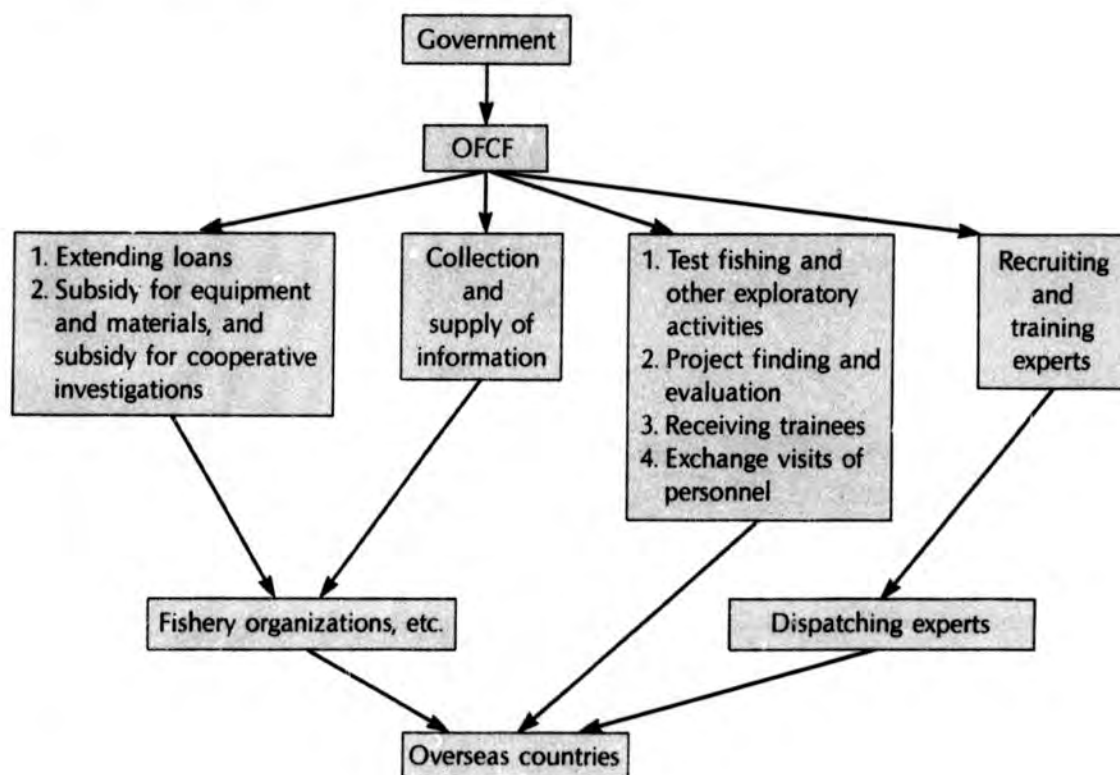 Government
OFCF
1. Extending loans
2. Subsidy for equipment
and materials, and
subsidy for cooperative
investigations
Collection
and
supply of
information
1. Test fishing and
other exploratory
activities
2. Project finding and
evaluation
3. Receiving trainees
4. Exchange visits of
personnel
Recruiting
and
training
experts
Fishery organizations, etc.
Dispatching experts
Overseas countries